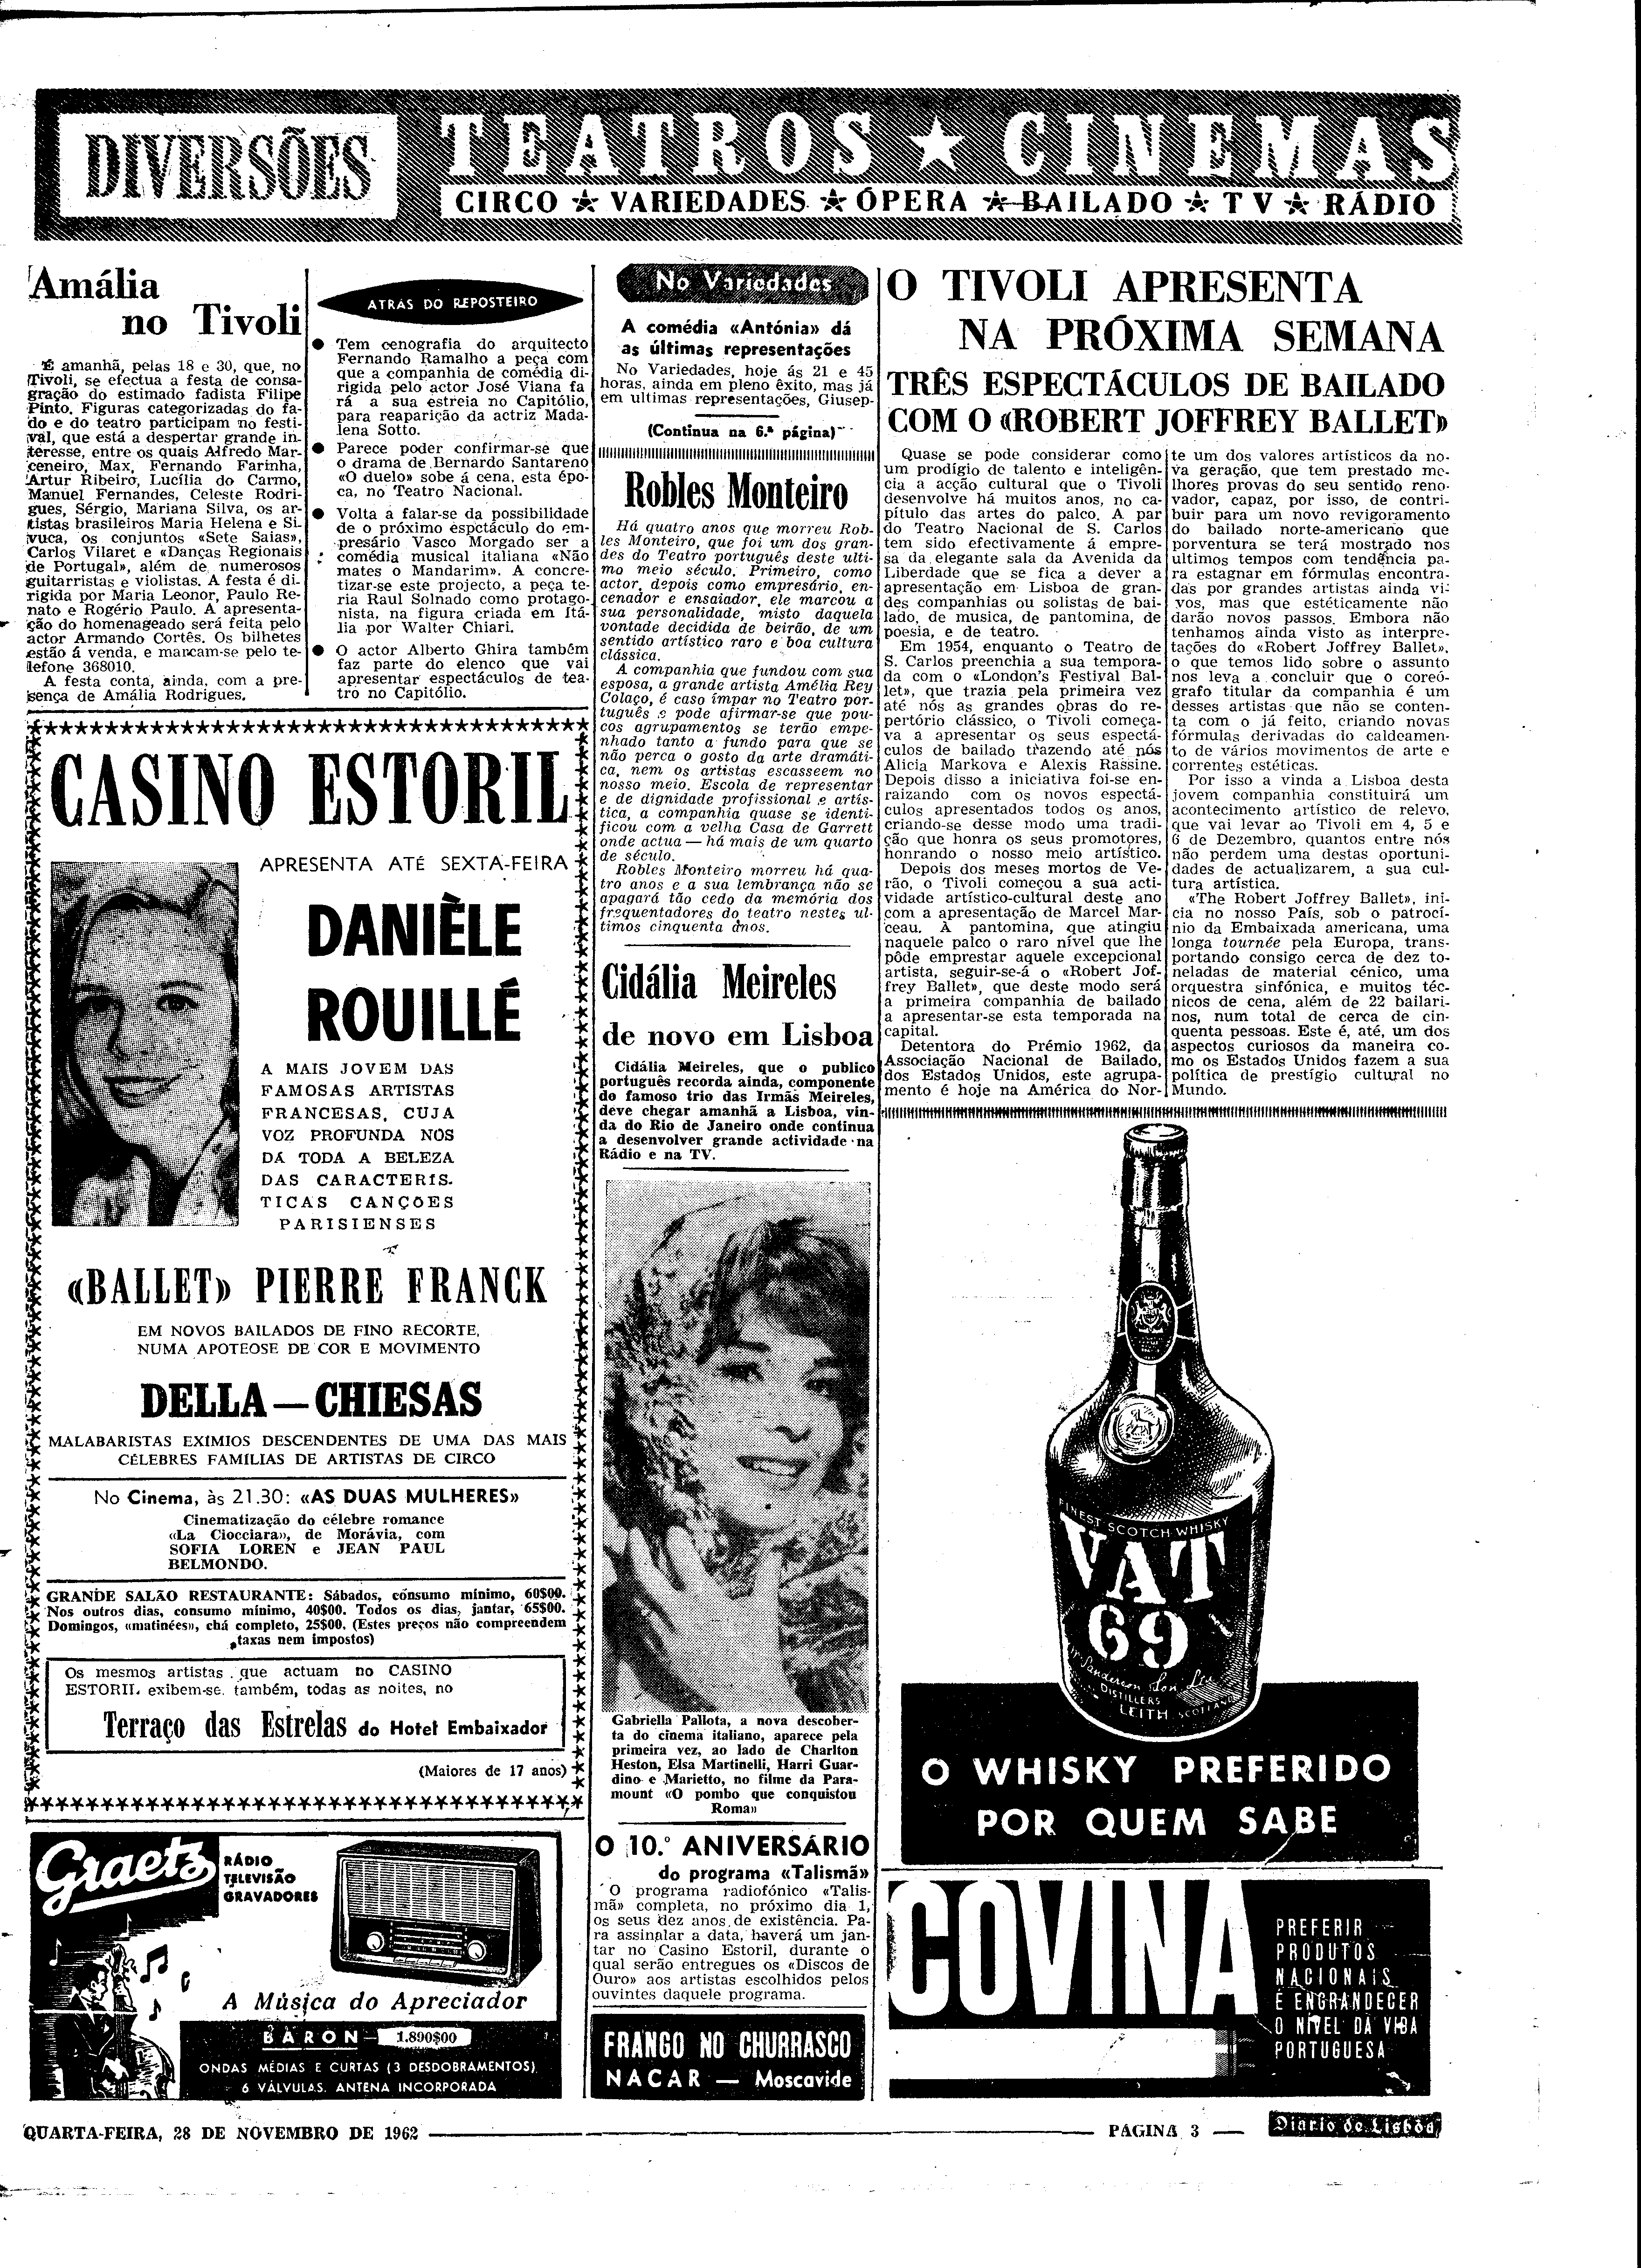 DIVERSÕES
TEATROS ★ CINEMAS
CIRCO ★ VARIEDADES ★ ÓPERA ★ BAILADO ★ TV ★ RÁDIO
Amália
no Tivoli
É amanhã, pelas 18 e 30, que, no
Tivoli, se efectua a festa de consa-
gração do estimado fadista Filipe
Pinto. Figuras categorizadas do fa-
do e do teatro participam no festi-
val, que está a despertar grande in-
teresse, entre os quais Alfredo Mar-
ceneiro, Max, Fernando Farinha,
Artur Ribeiro, Lucília do Carmo,
Manuel Fernandes, Celeste Rodri-
gues, Sérgio, Mariana Silva, os ar-
tistas brasileiros Maria Helena e Si-
vuca, os conjuntos «Sete Saias»,
Carlos Vilaret e «Danças Regionais
de Portugal», além de numerosos
guitarristas e violistas. A festa é di-
rigida por Maria Leonor, Paulo Re-
nato e Rogério Paulo. A apresenta-
ção do homenageado será feita pelo
actor Armando Cortês. Os bilhetes
estão á venda, e marcam-se pelo te-
lefone 368010.
A festa conta, ainda, com a pre-
sença de Amália Rodrigues.
ATRÁS DO REPOSTEIRO
● Tem cenografia do arquitecto
Fernando Ramalho a peça com
que a companhia de comédia di-
rigida pelo actor José Viana fa
rá a sua estreia no Capitólio,
para reaparição da actriz Mada-
lena Sotto.
● Parece poder confirmar-se que
o drama de Bernardo Santareno
«O duelo» sobe á cena, esta épo-
ca, no Teatro Nacional.
● Volta a falar-se da possibilidade
de o próximo espctáculo do em-
presário Vasco Morgado ser a
comédia musical italiana «Não
mates o Mandarim». A concre-
tizar-se este projecto, a peça te-
ria Raul Solnado como protago-
nista, na figura criada em Itá-
lia por Walter Chiari.
● O actor Alberto Ghira também
faz parte do elenco que vai
apresentar espectáculos de tea-
tro no Capitólio.
CASINO ESTORIL
APRESENTA ATÉ SEXTA-FEIRA
DANIÈLE
ROUILLÉ
A MAIS JOVEM DAS
FAMOSAS ARTISTAS
FRANCESAS, CUJA
VOZ PROFUNDA NOS
DÁ TODA A BELEZA
DAS CARACTERÍS-
TICAS CANÇÕES
PARISIENSES
«BALLET» PIERRE FRANCK
EM NOVOS BAILADOS DE FINO RECORTE,
NUMA APOTEOSE DE COR E MOVIMENTO
DELLA — CHIESAS
MALABARISTAS EXIMIOS DESCENDENTES DE UMA DAS MAIS
CÉLEBRES FAMILIAS DE ARTISTAS DE CIRCO
No Cinema, às 21.30: «AS DUAS MULHERES»
Cinematização do célebre romance
«La Ciocciara», de Morávia, com
SOFIA LOREN e JEAN PAUL
BELMONDO.
GRANDE SALÃO RESTAURANTE: Sábados, consumo mínimo, 60$00.
Nos outros dias, consumo mínimo, 40$00. Todos os dias, jantar, 65$00.
Domingos, «matinées», chá completo, 25$00. (Estes preços não compreendem
taxas nem impostos)
Os mesmos artistas que actuam no CASINO
ESTORIL exibem-se também, todas as noites, no
Terraço das Estrelas do Hotel Embaixador
(Maiores de 17 anos)
Graetz
RÁDIO
TELEVISÃO
GRAVADORES
A Música do Apreciador
BARON — 1.890$00
ONDAS MÉDIAS E CURTAS (3 DESDOBRAMENTOS)
6 VÁLVULAS. ANTENA INCORPORADA
No Variedades
A comédia «Antónia» dá
as últimas representações
No Variedades, hoje ás 21 e 45
horas, ainda em pleno êxito, mas já
em ultimas representações, Giusep-
(Continua na 6.ª página)
Robles Monteiro
Há quatro anos que morreu Rob-
les Monteiro, que foi um dos gran-
des do Teatro português deste ulti-
mo meio século. Primeiro, como
actor, depois como empresário, en-
cenador e ensaiador, ele marcou a
sua personalidade, misto daquela
vontade decidida de beirão, de um
sentido artístico raro e boa cultura
clássica.
A companhia que fundou com sua
esposa, a grande artista Amélia Rey
Colaço, é caso ímpar no Teatro por-
tuguês e pode afirmar-se que pou-
cos agrupamentos se terão empe-
nhado tanto a fundo para que se
não perca o gosto da arte dramáti-
ca, nem os artistas escasseem no
nosso meio. Escola de representar
e de dignidade profissional e artís-
tica, a companhia quase se identi-
ficou com a velha Casa de Garrett
onde actua — há mais de um quarto
de século.
Robles Monteiro morreu há qua-
tro anos e a sua lembrança não se
apagará tão cedo da memória dos
frequentadores do teatro nestes ul-
timos cinquenta anos.
Cidália Meireles
de novo em Lisboa
Cidália Meireles, que o publico
português recorda ainda, componente
do famoso trio das Irmãs Meireles,
deve chegar amanhã a Lisboa, vin-
da do Rio de Janeiro onde continua
a desenvolver grande actividade na
Rádio e na TV.
Gabriella Pallota, a nova descober-
ta do cinema italiano, aparece pela
primeira vez, ao lado de Charlton
Heston, Elsa Martinelli, Harri Guar-
dino e Marietto, no filme da Para-
mount «O pombo que conquistou
Roma»
O 10.º ANIVERSÁRIO
do programa «Talismã»
O programa radiofónico «Talis-
mã» completa, no próximo dia 1,
os seus dez anos de existência. Pa-
ra assinalar a data, haverá um jan-
tar no Casino Estoril, durante o
qual serão entregues os «Discos de
Ouro» aos artistas escolhidos pelos
ouvintes daquele programa.
FRANGO NO CHURRASCO
NACAR — Moscavide
O TIVOLI APRESENTA
NA PRÓXIMA SEMANA
TRÊS ESPECTÁCULOS DE BAILADO
COM O «ROBERT JOFFREY BALLET»
Quase se pode considerar como
um prodígio de talento e inteligên-
cia a acção cultural que o Tivoli
desenvolve há muitos anos, no ca-
pítulo das artes do palco. A par
do Teatro Nacional de S. Carlos
tem sido efectivamente á empre-
sa da elegante sala da Avenida da
Liberdade que se fica a dever a
apresentação em Lisboa de gran-
des companhias ou solistas de bai-
lado, de musica, de pantomina, de
poesia, e de teatro.
Em 1954, enquanto o Teatro de
S. Carlos preenchia a sua tempora-
da com o «London's Festival Bal-
let», que trazia pela primeira vez
até nós as grandes obras do re-
pertório clássico, o Tivoli começa-
va a apresentar os seus espectá-
culos de bailado trazendo até nós
Alicia Markova e Alexis Rassine.
Depois disso a iniciativa foi-se en-
raizando com os novos espectá-
culos apresentados todos os anos,
criando-se desse modo uma tradi-
ção que honra os seus promotores,
honrando o nosso meio artístico.
Depois dos meses mortos de Ve-
rão, o Tivoli começou a sua acti-
vidade artístico-cultural deste ano
com a apresentação de Marcel Mar-
ceau. A pantomina, que atingiu
naquele palco o raro nível que lhe
pôde emprestar aquele excepcional
artista, seguir-se-á o «Robert Jof-
frey Ballet», que deste modo será
a primeira companhia de bailado
a apresentar-se esta temporada na
capital.
Detentora do Prémio 1962, da
Associação Nacional de Bailado,
dos Estados Unidos, este agrupa-
mento é hoje na América do Nor-
te um dos valores artísticos da no-
va geração, que tem prestado me-
lhores provas do seu sentido reno-
vador, capaz, por isso, de contri-
buir para um novo revigoramento
do bailado norte-americano que
porventura se terá mostrado nos
ultimos tempos com tendência pa-
ra estagnar em fórmulas encontra-
das por grandes artistas ainda vi-
vos, mas que estéticamente não
darão novos passos. Embora não
tenhamos ainda visto as interpre-
tações do «Robert Joffrey Ballet»,
o que temos lido sobre o assunto
nos leva a concluir que o coreó-
grafo titular da companhia é um
desses artistas que não se conten-
ta com o já feito, criando novas
fórmulas derivadas do caldeamen-
to de vários movimentos de arte e
correntes estéticas.
Por isso a vinda a Lisboa desta
jovem companhia constituirá um
acontecimento artístico de relevo,
que vai levar ao Tivoli em 4, 5 e
6 de Dezembro, quantos entre nós
não perdem uma destas oportuni-
dades de actualizarem, a sua cul-
tura artística.
«The Robert Joffrey Ballet», ini-
cia no nosso País, sob o patrocí-
nio da Embaixada americana, uma
longa tournée pela Europa, trans-
portando consigo cerca de dez to-
neladas de material cénico, uma
orquestra sinfónica, e muitos téc-
nicos de cena, além de 22 bailari-
nos, num total de cerca de cin-
quenta pessoas. Este é, até, um dos
aspectos curiosos da maneira co-
mo os Estados Unidos fazem a sua
política de prestígio cultural no
Mundo.
FINEST SCOTCH WHISKY
VAT
69
Wm Sanderson & Son Ltd
DISTILLERS
LEITH SCOTLAND
O WHISKY PREFERIDO
POR QUEM SABE
COVINA
PREFERIR
PRODUTOS
NACIONAIS
É ENGRANDECER
O NÍVEL DA VIDA
PORTUGUESA
QUARTA-FEIRA, 28 DE NOVEMBRO DE 1962
PÁGINA 3
Diário de Lisboa